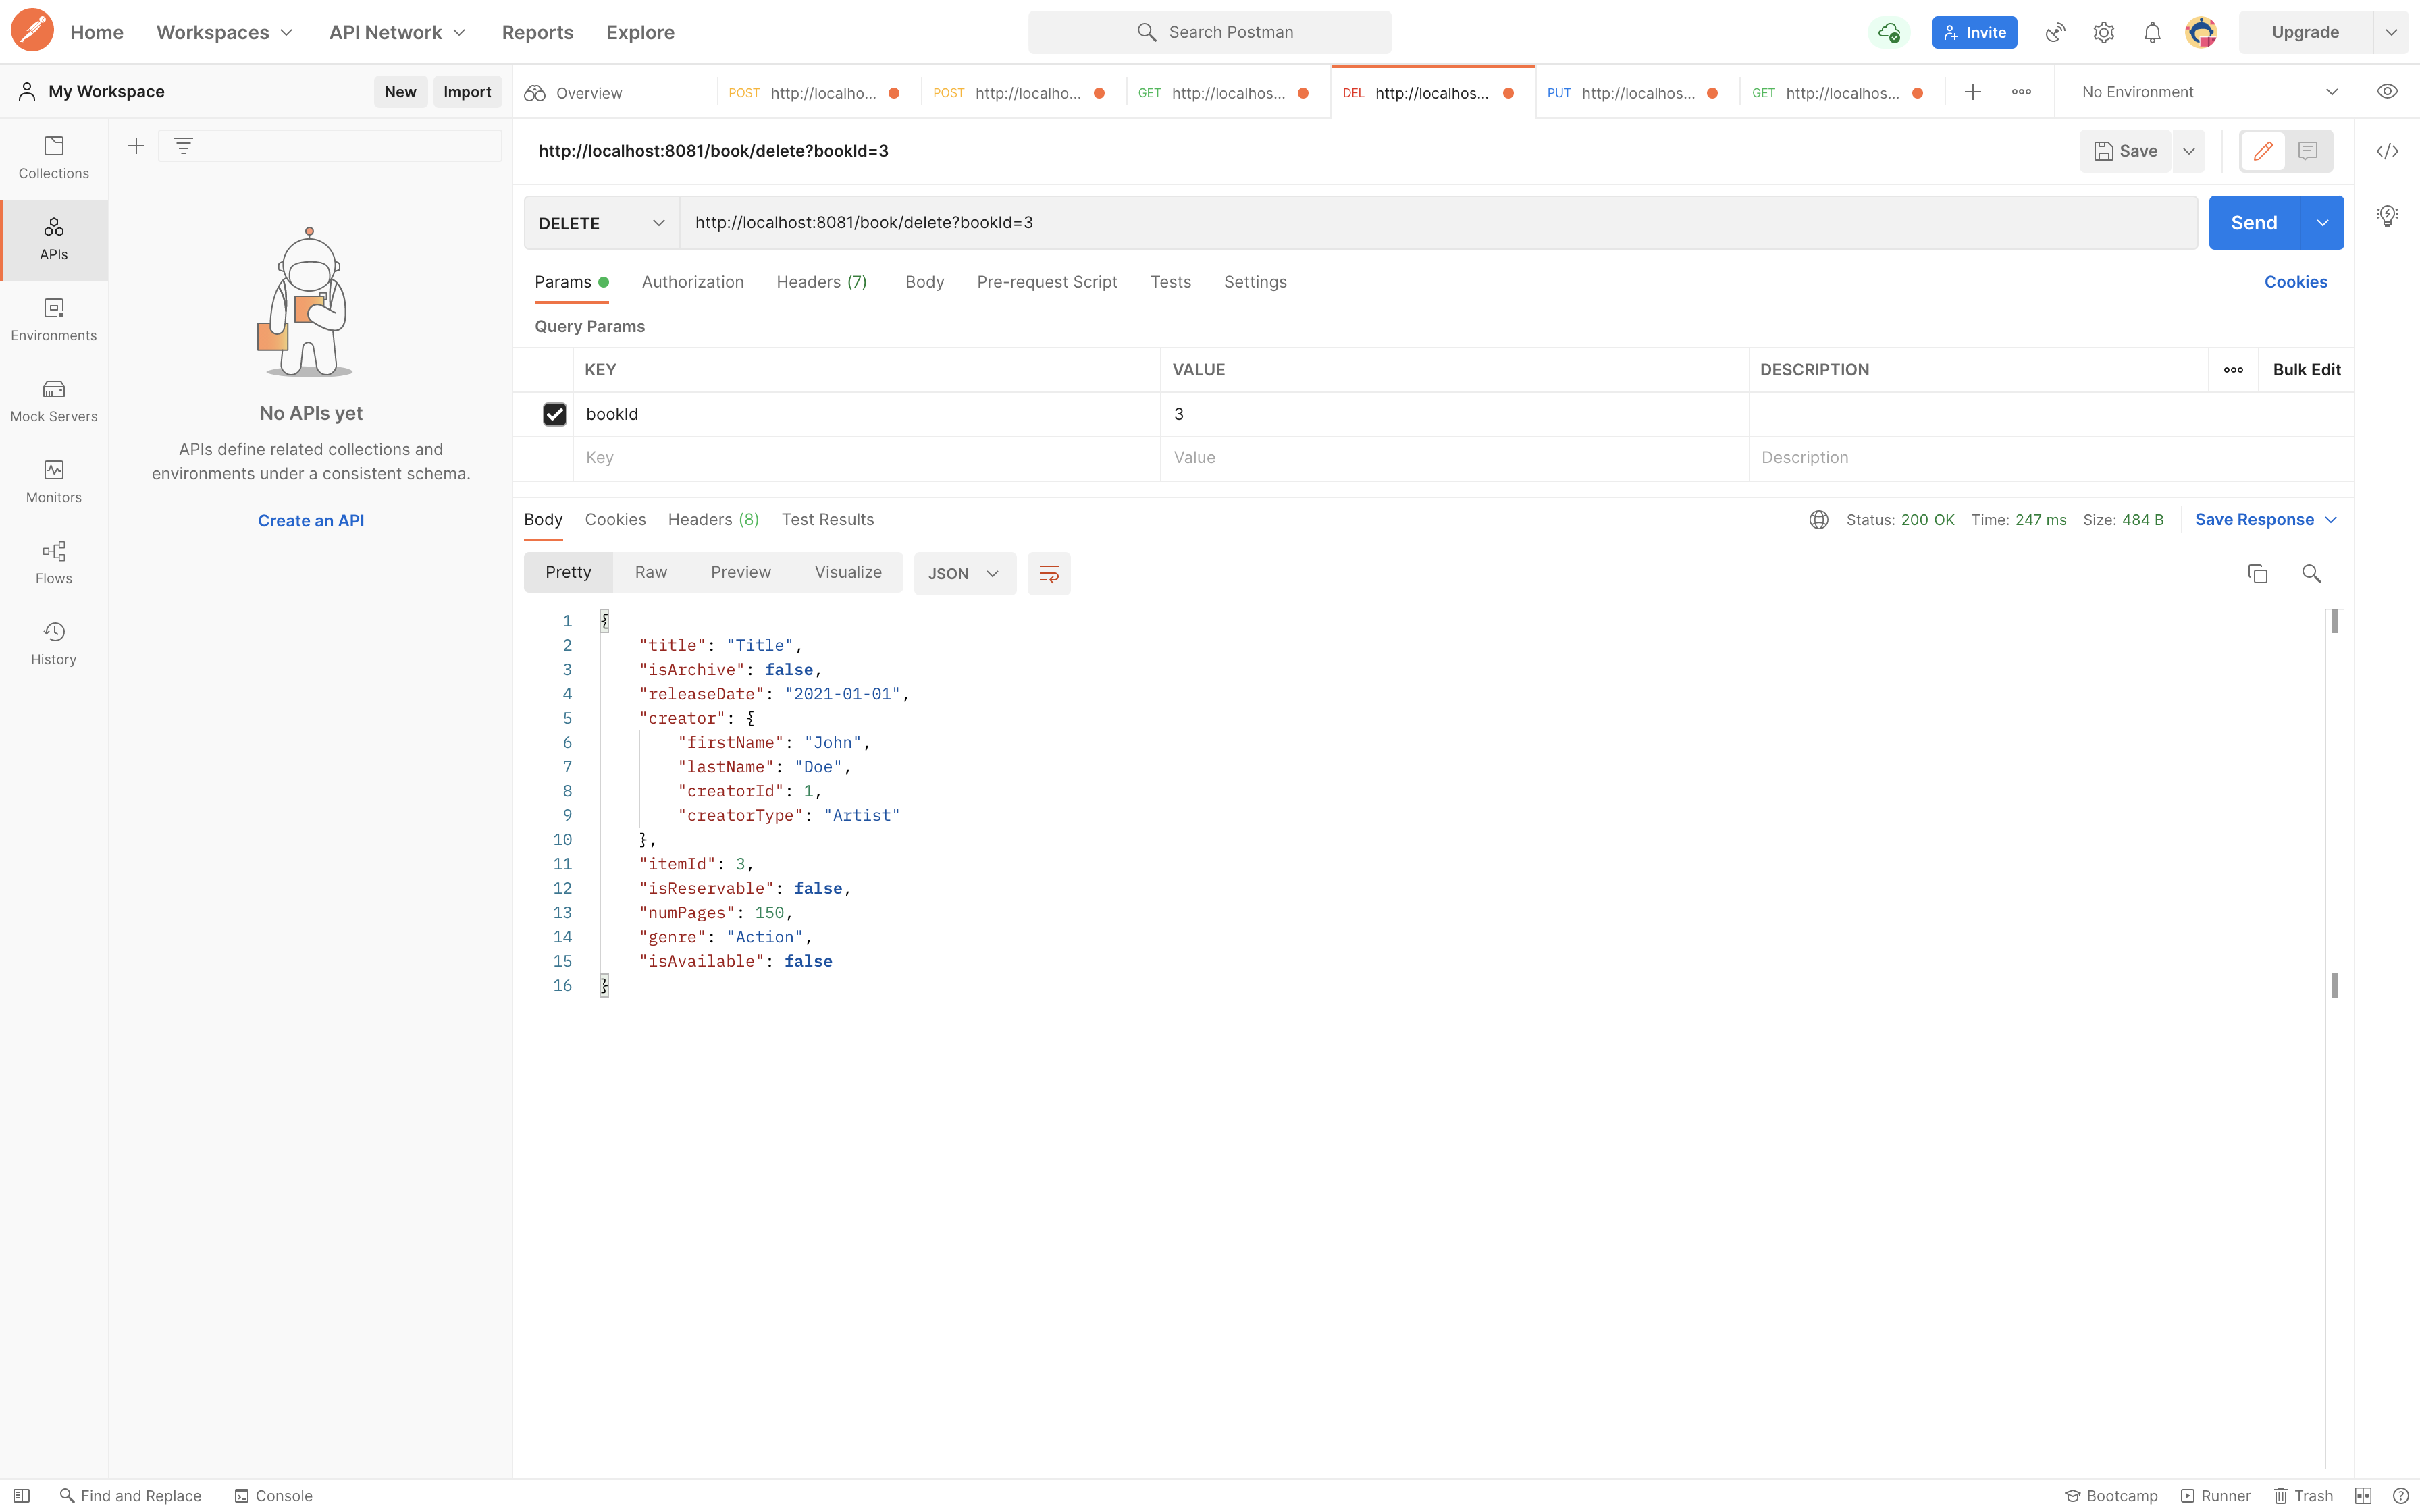 Home Workspaces API Network Reports Explore Search Postman Invite Upgrade
My Workspace New Import Overview POST http://localho... POST http://localho... GET http://localhos... DEL http://localhos... PUT http://localhos... GET http://localhos... No Environment
Collections
APIs
Environments
Mock Servers
Monitors
Flows
History
No APIs yet
APIs define related collections and
environments under a consistent schema.
Create an API
http://localhost:8081/book/delete?bookId=3 Save
DELETE http://localhost:8081/book/delete?bookId=3 Send
Params Authorization Headers (7) Body Pre-request Script Tests Settings Cookies
Query Params
KEY VALUE DESCRIPTION Bulk Edit
bookId 3
Key Value Description
Body Cookies Headers (8) Test Results Status: 200 OK Time: 247 ms Size: 484 B Save Response
Pretty Raw Preview Visualize JSON
1 {
2 "title": "Title",
3 "isArchive": false,
4 "releaseDate": "2021-01-01",
5 "creator": {
6 "firstName": "John",
7 "lastName": "Doe",
8 "creatorId": 1,
9 "creatorType": "Artist"
10 },
11 "itemId": 3,
12 "isReservable": false,
13 "numPages": 150,
14 "genre": "Action",
15 "isAvailable": false
16 }
Find and Replace Console Bootcamp Runner Trash